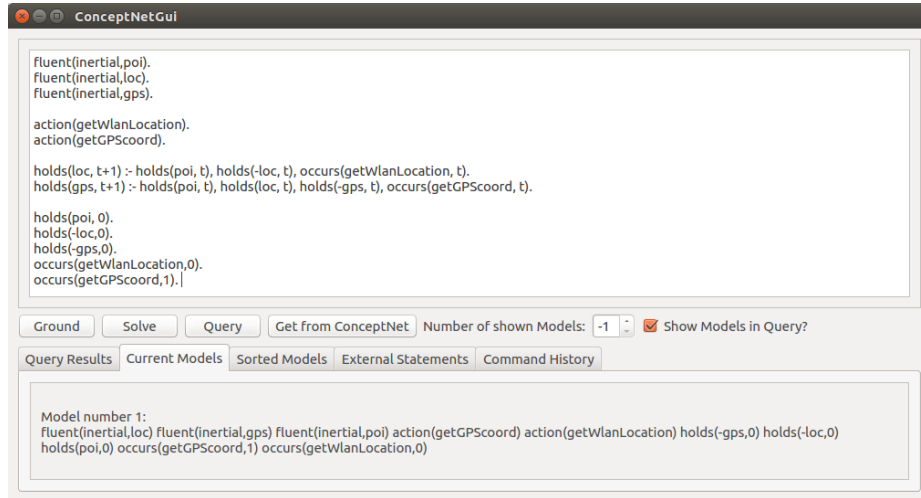 ConceptNetGui
fluent(inertial,poi).
fluent(inertial,loc).
fluent(inertial,gps).
action(getWlanLocation).
action(getGPScoord).
holds(loc, t+1) :- holds(poi, t), holds(-loc, t), occurs(getWlanLocation, t).
holds(gps, t+1) :- holds(poi, t), holds(loc, t), holds(-gps, t), occurs(getGPScoord, t).
holds(poi, 0).
holds(-loc,0).
holds(-gps,0).
occurs(getWlanLocation,0).
occurs(getGPScoord,1).
Ground Solve Query Get from ConceptNet Number of shown Models: -1 Show Models in Query?
Query Results Current Models Sorted Models External Statements Command History
Model number 1:
fluent(inertial,loc) fluent(inertial,gps) fluent(inertial,poi) action(getGPScoord) action(getWlanLocation) holds(-gps,0) holds(-loc,0)
holds(poi,0) occurs(getGPScoord,1) occurs(getWlanLocation,0)